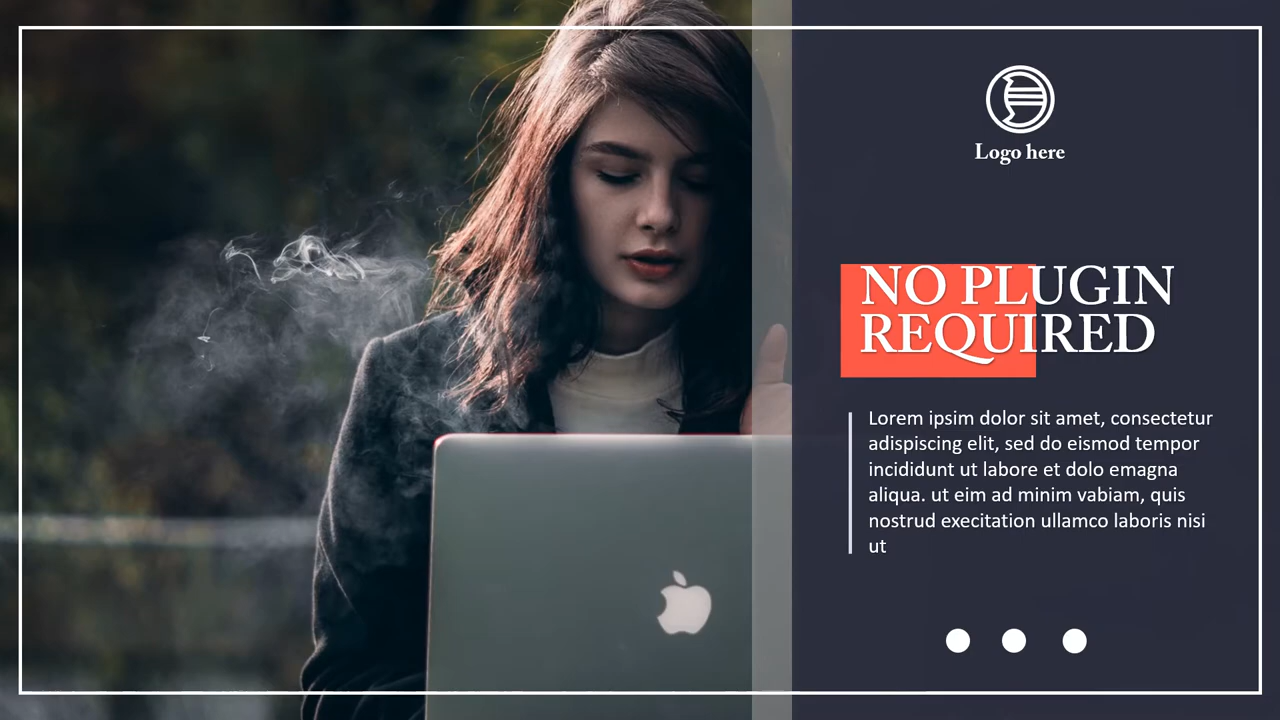 Logo here
NO PLUGIN
REQUIRED
Lorem ipsim dolor sit amet, consectetur
adispiscing elit, sed do eismod tempor
incididunt ut labore et dolo emagna
aliqua. ut eim ad minim vabiam, quis
nostrud execitation ullamco laboris nisi
ut